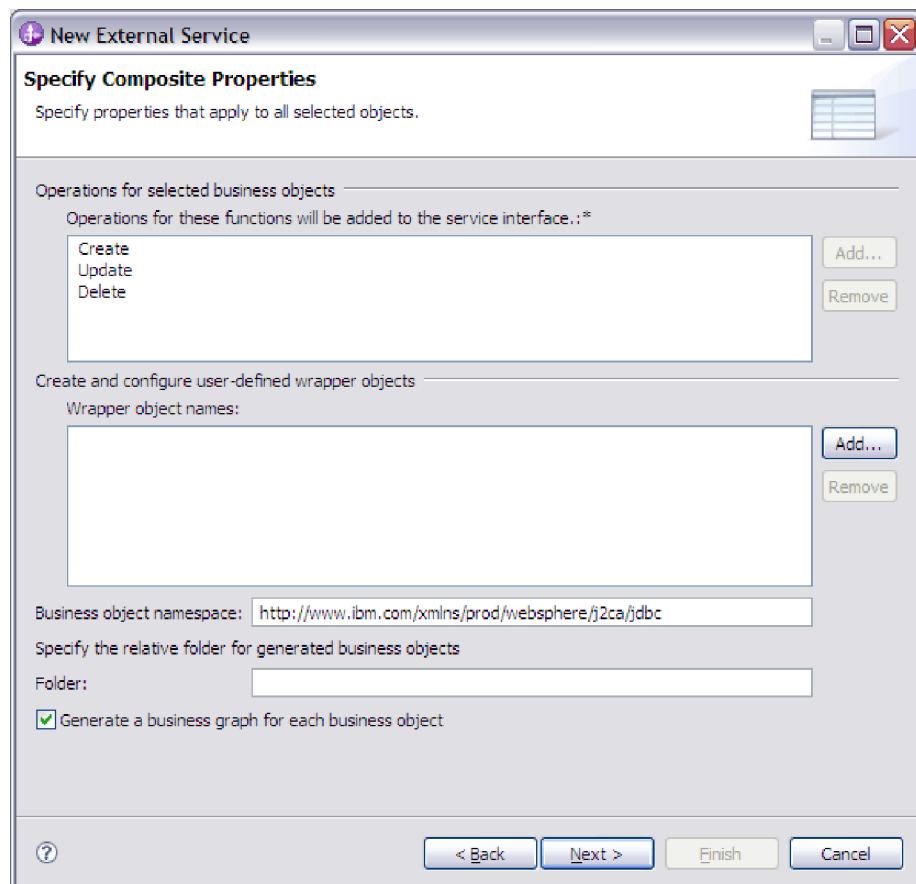 New External Service
Specify Composite Properties
Specify properties that apply to all selected objects.
Operations for selected business objects
Operations for these functions will be added to the service interface.:*
Create
Update
Delete
Add...
Remove
Create and configure user-defined wrapper objects
Wrapper object names:
Add...
Remove
Business object namespace: http://www.ibm.com/xmlns/prod/websphere/j2ca/jdbc
Specify the relative folder for generated business objects
Folder:
Generate a business graph for each business object
? < Back Next > Finish Cancel